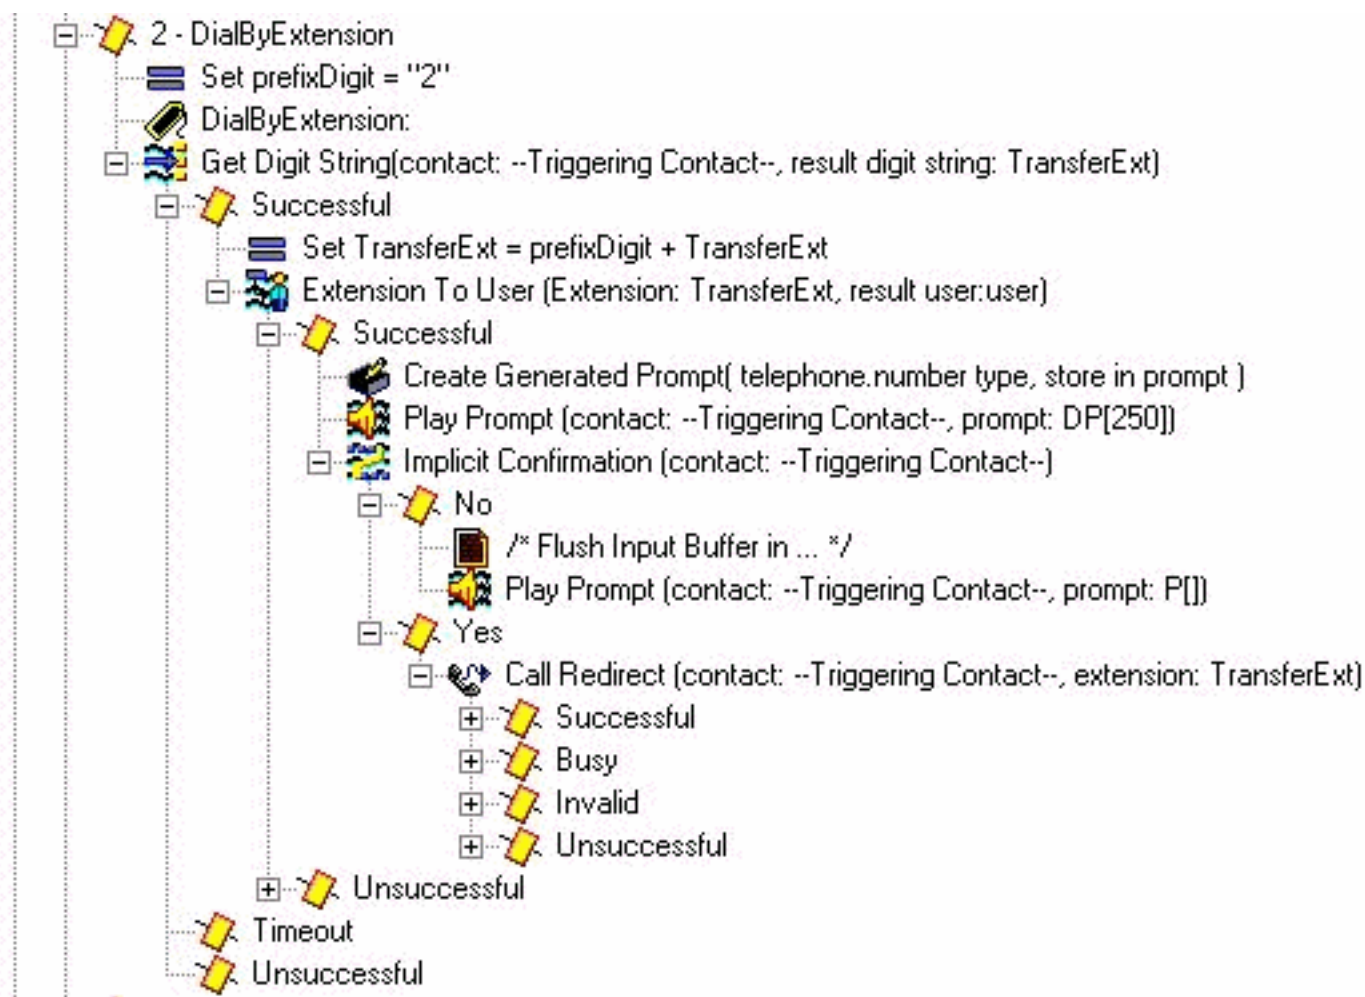 2 - DialByExtension
Set prefixDigit = "2"
DialByExtension:
Get Digit String(contact: --Triggering Contact--, result digit string: TransferExt)
Successful
Set TransferExt = prefixDigit + TransferExt
Extension To User (Extension: TransferExt, result user:user)
Successful
Create Generated Prompt( telephone.number type, store in prompt )
Play Prompt (contact: --Triggering Contact--, prompt: DP[250])
Implicit Confirmation (contact: --Triggering Contact--)
No
/* Flush Input Buffer in ... */
Play Prompt (contact: --Triggering Contact--, prompt: P[])
Yes
Call Redirect (contact: --Triggering Contact--, extension: TransferExt)
Successful
Busy
Invalid
Unsuccessful
Unsuccessful
Timeout
Unsuccessful